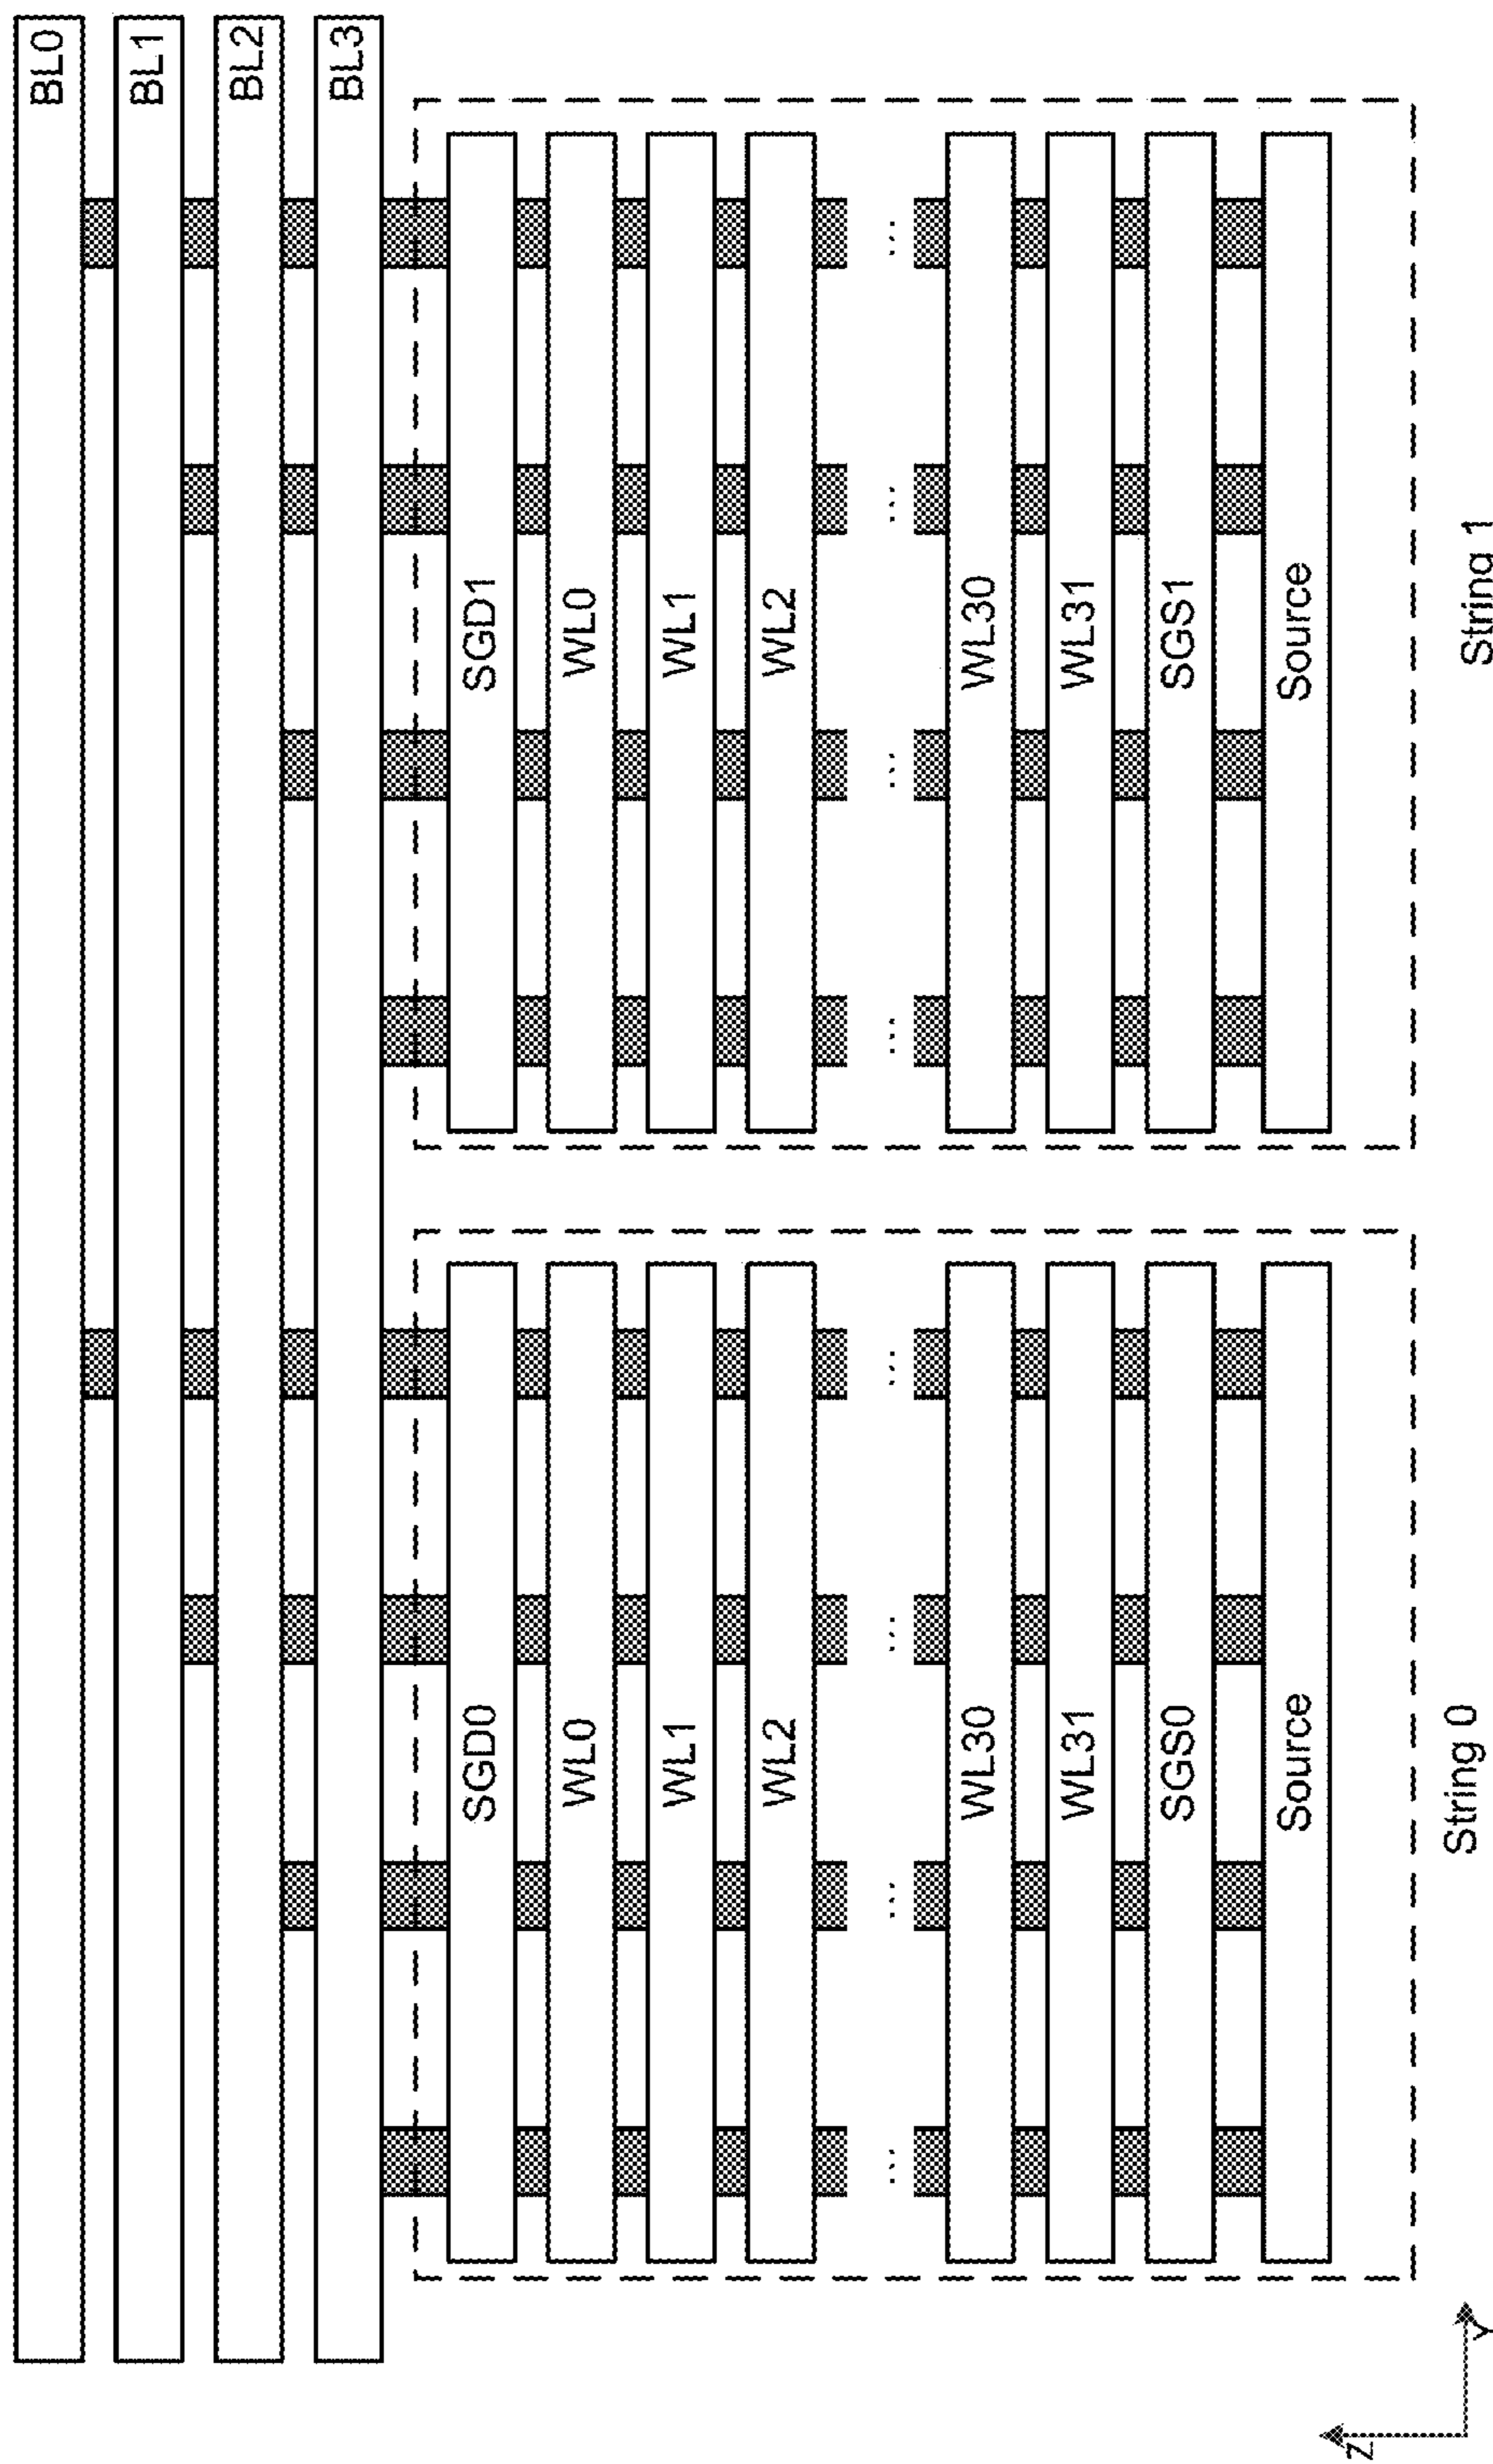 BL0
BL1
BL2
BL3
SGD0
WL0
WL1
WL2
... ... ... ...
WL30
WL31
SGS0
Source
String 0
SGD1
WL0
WL1
WL2
... ... ... ...
WL30
WL31
SGS1
Source
String 1
Z
Y